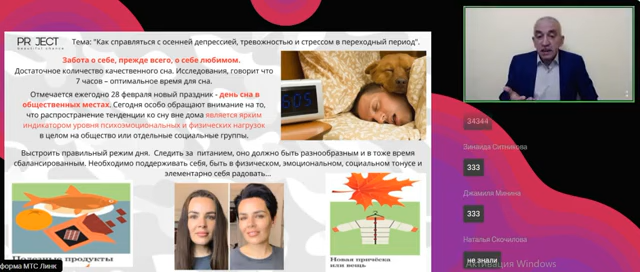 PROJECT
beautiful choice
Тема: "Как справляться с осенней депрессией, тревожностью и стрессом в переходный период".
Забота о себе, прежде всего, о себе любимом.
Достаточное количество качественного сна. Исследования, говорит что
7 часов – оптимальное время для сна.
Отмечается ежегодно 28 февраля новый праздник - день сна в
общественных местах. Сегодня особо обращают внимание на то,
что распространение тенденции ко сну вне дома является ярким
индикатором уровня психоэмоциональных и физических нагрузок
в целом на общество или отдельные социальные группы.
Выстроить правильный режим дня. Следить за питанием, оно должно быть разнообразным и в тоже время
сбалансированным. Необходимо поддерживать себя, быть в физическом, эмоциональном, социальном тонусе и
элементарно себя радовать...
Полезные продукты
Новая причёска
или вещь
форма МТС Линк
34344
Зинаида Ситникова
333
Джамиля Минина
333
Наталья Скочилова
не знали
Активация Windows